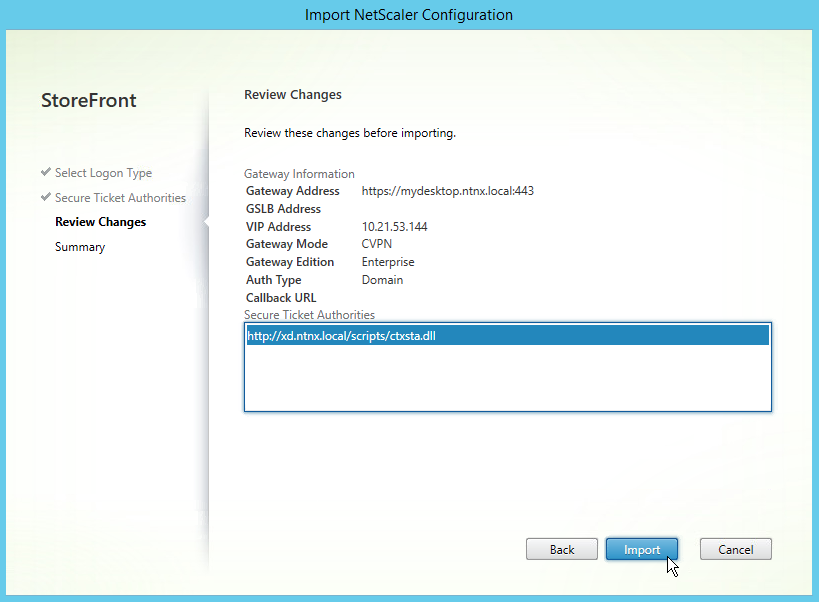 Import NetScaler Configuration
StoreFront
Select Logon Type
Secure Ticket Authorities
Review Changes
Summary
Review Changes
Review these changes before importing.
Gateway Information
Gateway Address https://mydesktop.ntnx.local:443
GSLB Address
VIP Address 10.21.53.144
Gateway Mode CVPN
Gateway Edition Enterprise
Auth Type Domain
Callback URL
Secure Ticket Authorities
http://xd.ntnx.local/scripts/ctxsta.dll
Back Import Cancel